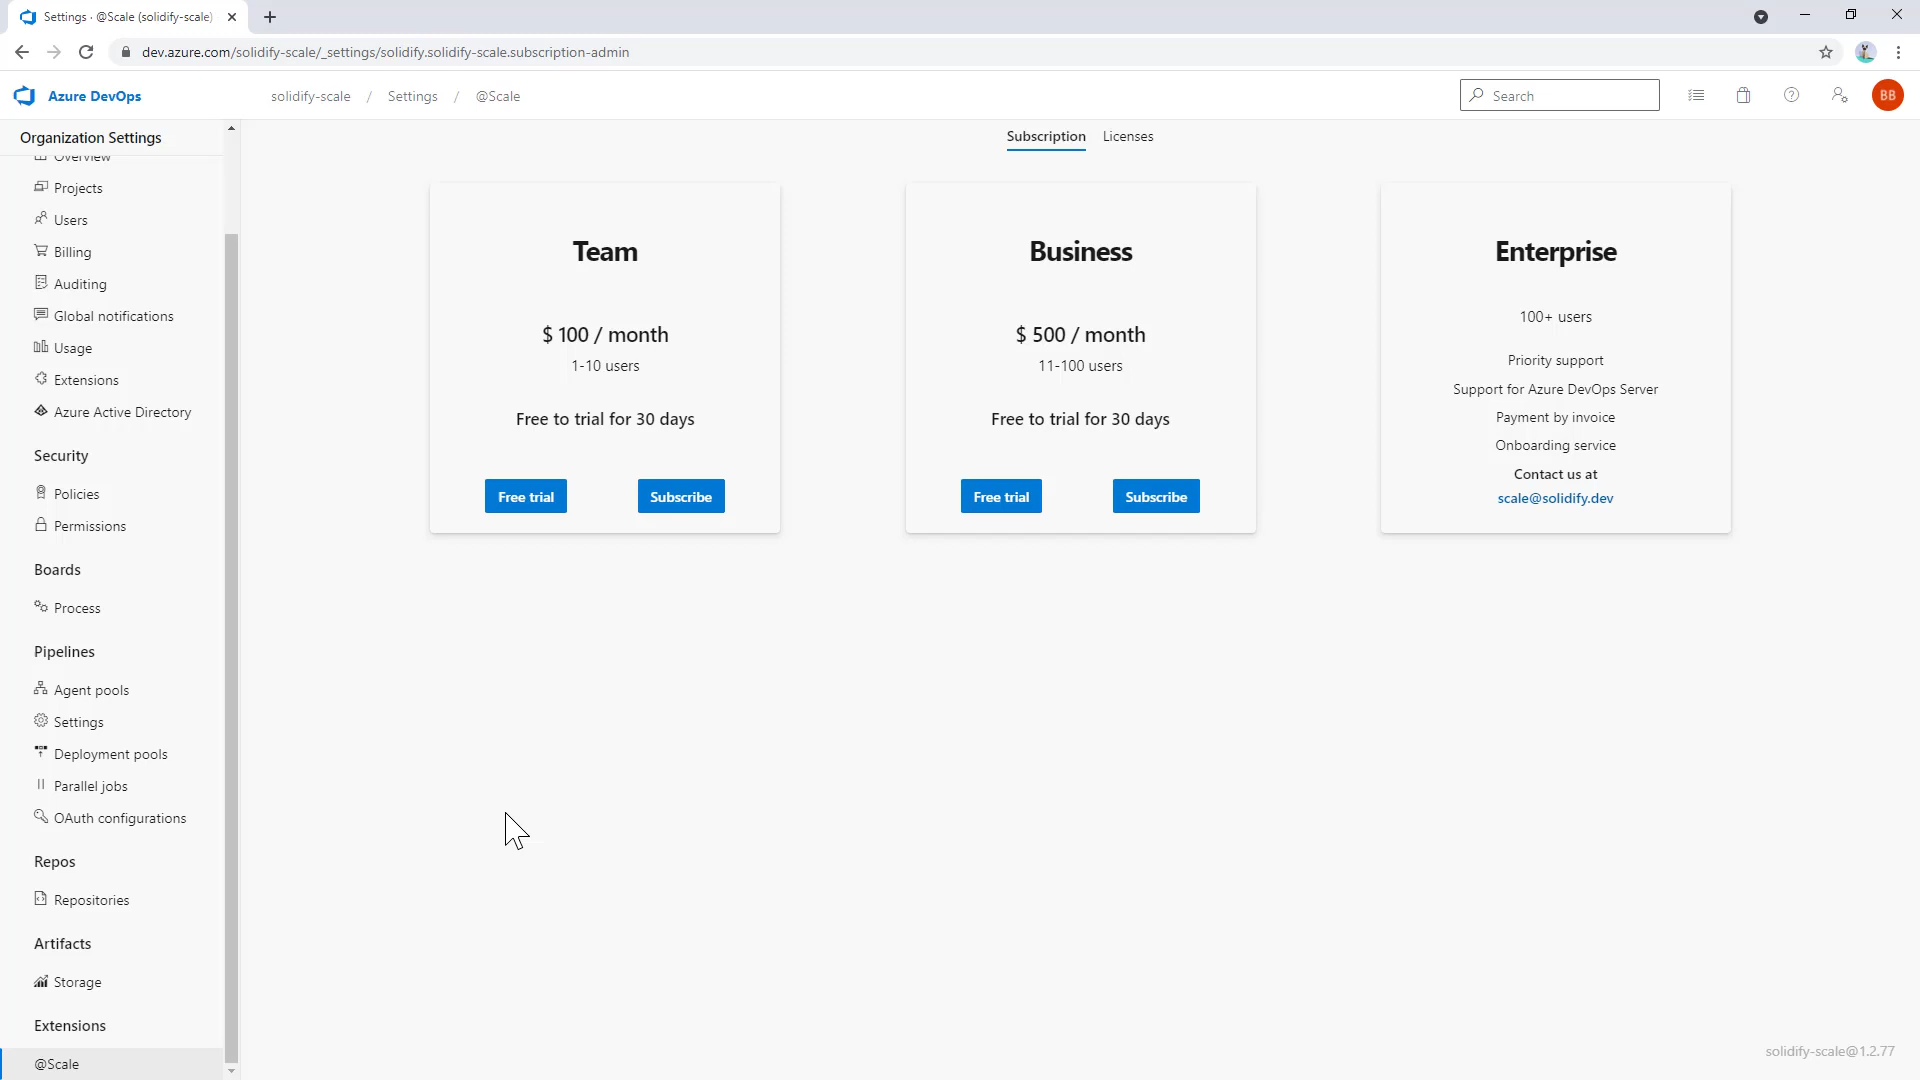 Settings · @Scale (solidify-scale)
dev.azure.com/solidify-scale/_settings/solidify.solidify-scale.subscription-admin
Azure DevOps
solidify-scale / Settings / @Scale
Search
BB
Organization Settings
Overview
Projects
Users
Billing
Auditing
Global notifications
Usage
Extensions
Azure Active Directory
Security
Policies
Permissions
Boards
Process
Pipelines
Agent pools
Settings
Deployment pools
Parallel jobs
OAuth configurations
Repos
Repositories
Artifacts
Storage
Extensions
@Scale
Subscription Licenses
Team
$ 100 / month
1-10 users
Free to trial for 30 days
Free trial Subscribe
Business
$ 500 / month
11-100 users
Free to trial for 30 days
Free trial Subscribe
Enterprise
100+ users
Priority support
Support for Azure DevOps Server
Payment by invoice
Onboarding service
Contact us at
scale@solidify.dev
solidify-scale@1.2.77